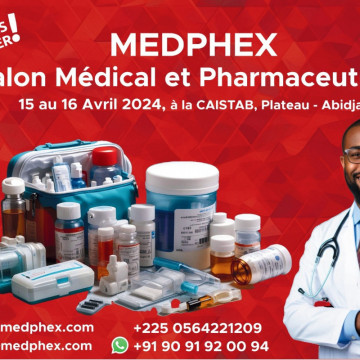 MEDPHEX
alon Médical et Pharmaceut
15 au 16 Avril 2024, à la CAISTAB, Plateau - Abidja
medphex.com
+225 0564221209
medphex.com
+91 90 91 92 00 94